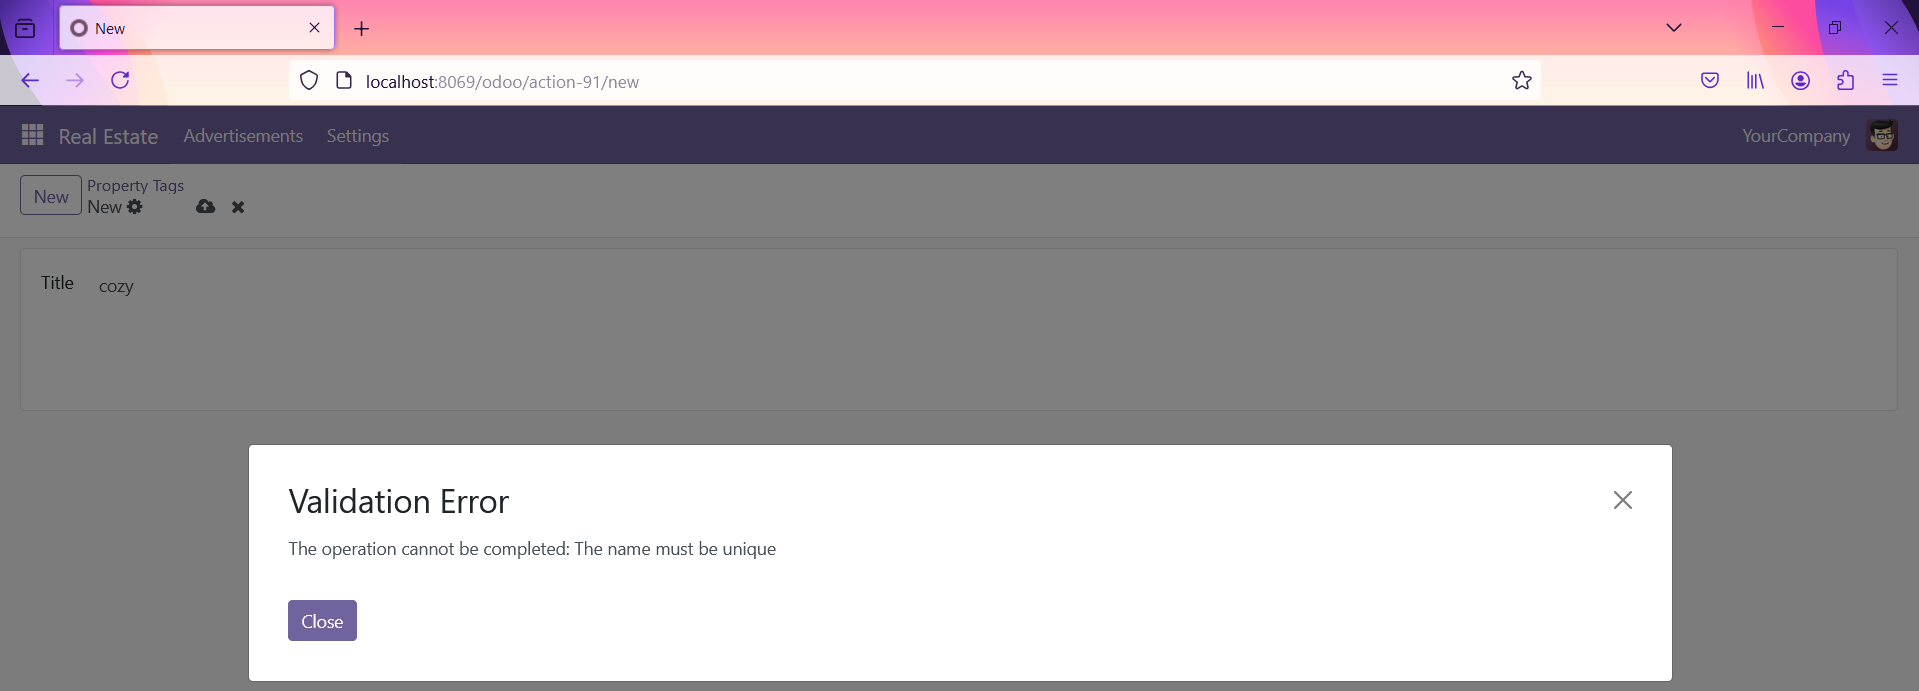 New
localhost:8069/odoo/action-91/new
Real Estate Advertisements Settings YourCompany
New Property Tags
New
Title cozy
Validation Error
The operation cannot be completed: The name must be unique
Close